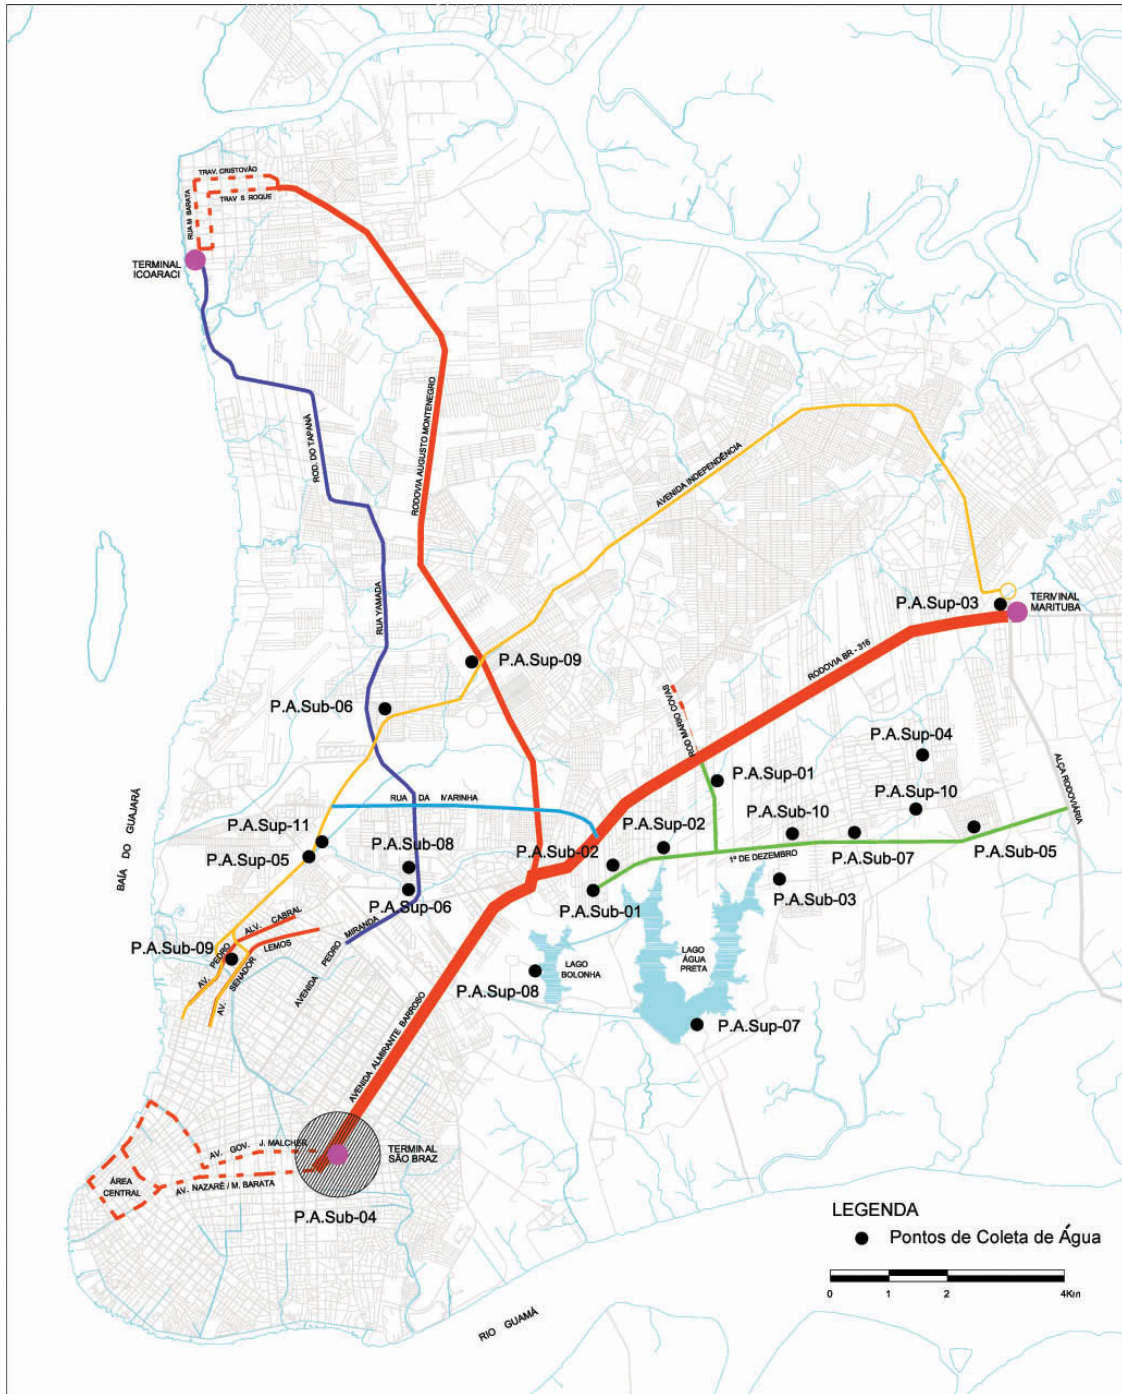 TRAV. CRISTOVÃO
TRAV S ROQUE
RUA M BARATA
TERMINAL
ICOARACI
ROD. DO TAPANÃ
RODOVIA AUGUSTO MONTENEGRO
AVENIDA INDEPENDÊNCIA
RUA YAMADA
P.A.Sup-03
TERMINAL
MARITUBA
RODOVIA BR - 316
P.A.Sup-09
P.A.Sub-06
ROD MARIO COVAS
P.A.Sup-04
P.A.Sup-01
ALÇA RODOVIÁRIA
P.A.Sup-10
RUA DA MARINHA
P.A.Sup-11
P.A.Sup-02
P.A.Sub-10
P.A.Sup-05
P.A.Sub-08
P.A.Sub-02
1º DE DEZEMBRO
P.A.Sub-07
P.A.Sub-05
BAÍA DO GUAJARÁ
P.A.Sup-06
P.A.Sub-01
P.A.Sub-03
AV. PEDRO ALV. CABRAL
P.A.Sub-09
AV. SENADOR LEMOS
AVENIDA PEDRO MIRANDA
LAGO
BOLONHA
LAGO
ÁGUA
PRETA
P.A.Sup-08
P.A.Sup-07
AVENIDA ALMIRANTE BARROSO
AV. GOV. J. MALCHER
TERMINAL
SÃO BRAZ
ÁREA
CENTRAL
AV. NAZARÉ / M. BARATA
P.A.Sub-04
LEGENDA
Pontos de Coleta de Água
0 1 2 4Km
RIO GUAMÁ